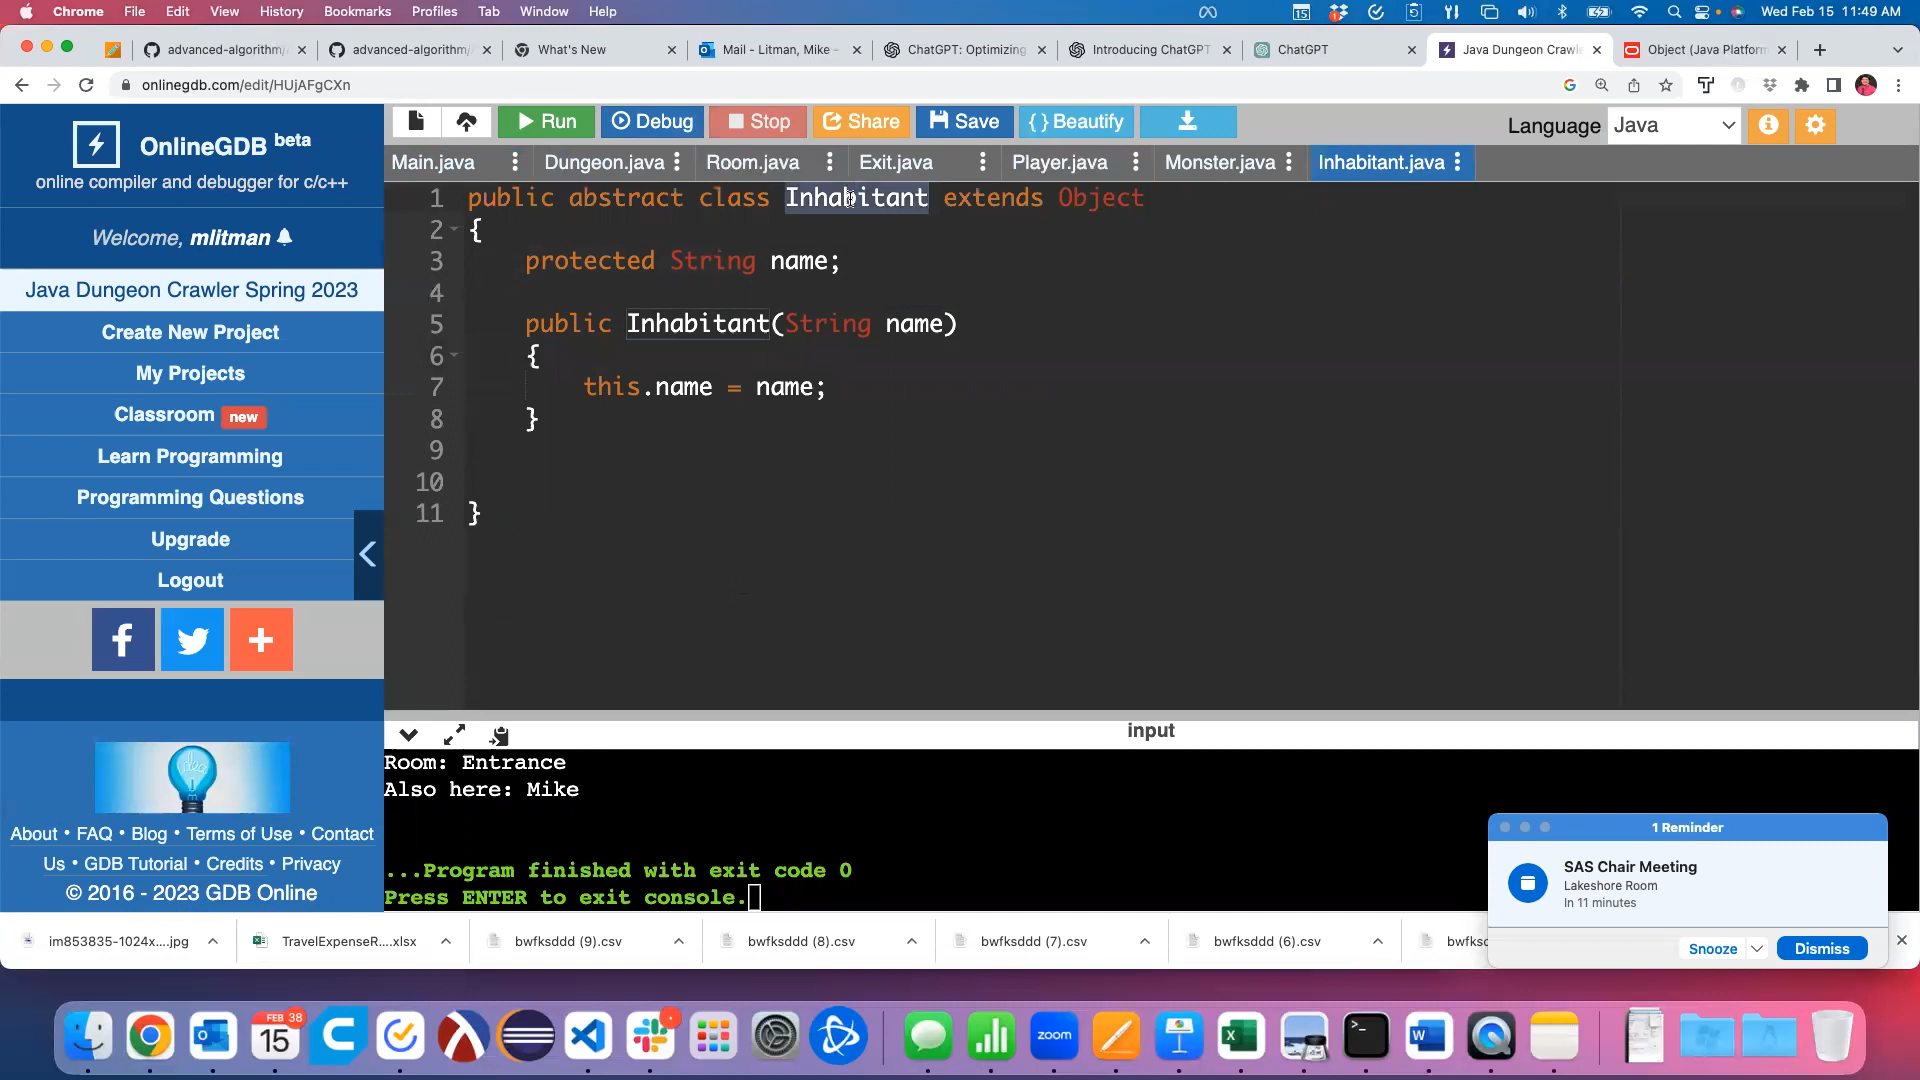 Chrome File Edit View History Bookmarks Profiles Tab Window Help
15 1 Wed Feb 15 11:49 AM
advanced-algorithm/ advanced-algorithm/ What's New Mail - Litman, Mike - ChatGPT: Optimizing Introducing ChatGPT ChatGPT Java Dungeon Crawle Object (Java Platform
onlinegdb.com/edit/HUjAFgCXn
OnlineGDB beta
online compiler and debugger for c/c++
Welcome, mlitman
Java Dungeon Crawler Spring 2023
Create New Project
My Projects
Classroom new
Learn Programming
Programming Questions
Upgrade
Logout
About • FAQ • Blog • Terms of Use • Contact
Us • GDB Tutorial • Credits • Privacy
© 2016 - 2023 GDB Online
Run Debug Stop Share Save { } Beautify
Language Java
Main.java Dungeon.java Room.java Exit.java Player.java Monster.java Inhabitant.java
1 public abstract class Inhabitant extends Object
2 {
3 protected String name;
4
5 public Inhabitant(String name)
6 {
7 this.name = name;
8 }
9
10
11 }
input
Room: Entrance
Also here: Mike
...Program finished with exit code 0
Press ENTER to exit console.
1 Reminder
SAS Chair Meeting
Lakeshore Room
In 11 minutes
Snooze Dismiss
im853835-1024x....jpg TravelExpenseR....xlsx bwfksddd (9).csv bwfksddd (8).csv bwfksddd (7).csv bwfksddd (6).csv bwfksc
FEB 38
15
zoom